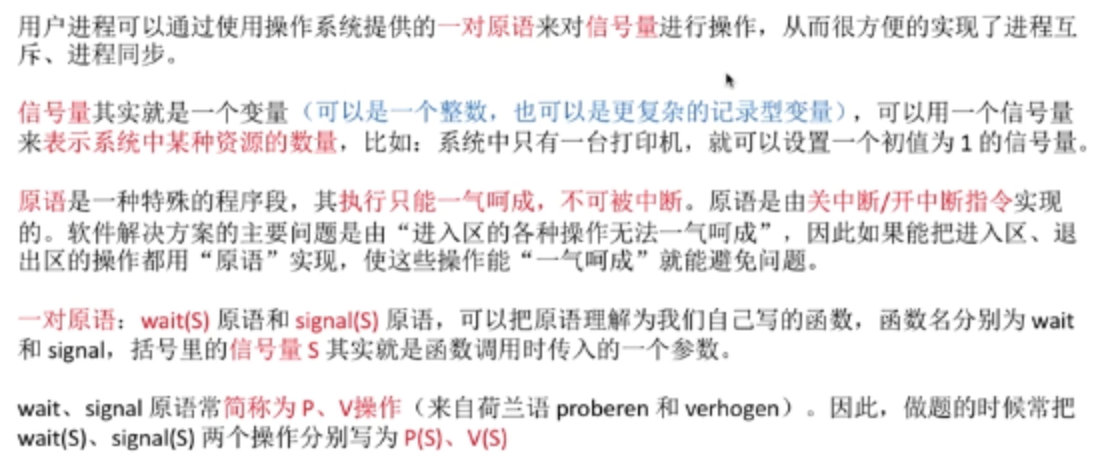 用户进程可以通过使用操作系统提供的一对原语来对信号量进行操作，从而很方便的实现了进程互
斥、进程同步。
信号量其实就是一个变量（可以是一个整数，也可以是更复杂的记录型变量），可以用一个信号量
来表示系统中某种资源的数量，比如：系统中只有一台打印机，就可以设置一个初值为 1 的信号量。
原语是一种特殊的程序段，其执行只能一气呵成，不可被中断。原语是由关中断/开中断指令实现
的。软件解决方案的主要问题是由“进入区的各种操作无法一气呵成”，因此如果能把进入区、退
出区的操作都用“原语”实现，使这些操作能“一气呵成”就能避免问题。
一对原语：wait(S) 原语和 signal(S) 原语，可以把原语理解为我们自己写的函数，函数名分别为 wait
和 signal，括号里的信号量 S 其实就是函数调用时传入的一个参数。
wait、signal 原语常简称为 P、V操作（来自荷兰语 proberen 和 verhogen）。因此，做题的时候常把
wait(S)、signal(S) 两个操作分别写为 P(S)、V(S)